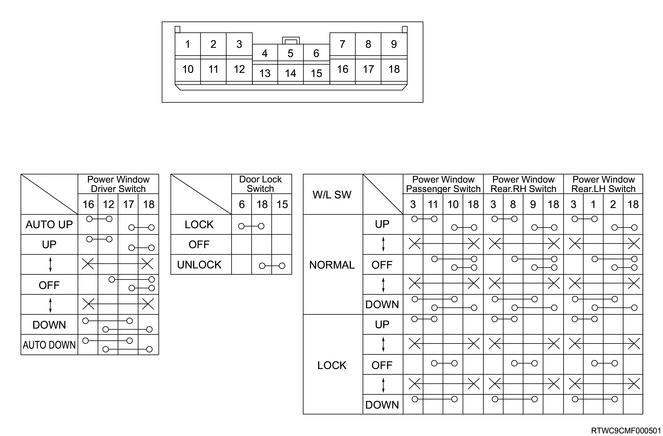 1 2 3 4 5 6 7 8 9
10 11 12 13 14 15 16 17 18
Power Window
Driver Switch
16 12 17 18
AUTO UP
UP
OFF
DOWN
AUTO DOWN
Door Lock
Switch
6 18 15
LOCK
OFF
UNLOCK
W/L SW
Power Window
Passenger Switch
Power Window
Rear.RH Switch
Power Window
Rear.LH Switch
3 11 10 18 3 8 9 18 3 1 2 18
NORMAL
UP
OFF
DOWN
LOCK
UP
OFF
DOWN
RTWC9CMF000501